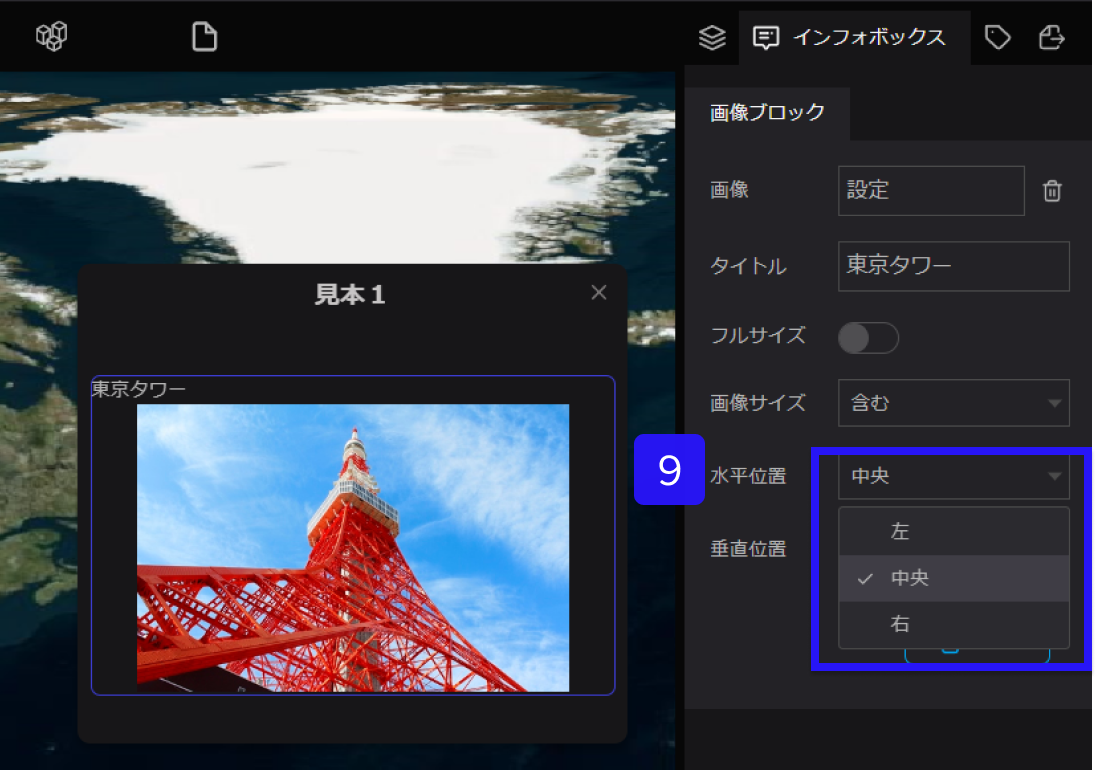 インフォボックス
画像ブロック
画像
設定
タイトル
東京タワー
フルサイズ
画像サイズ
含む
9
水平位置
中央
左
中央
右
垂直位置
見本1
東京タワー